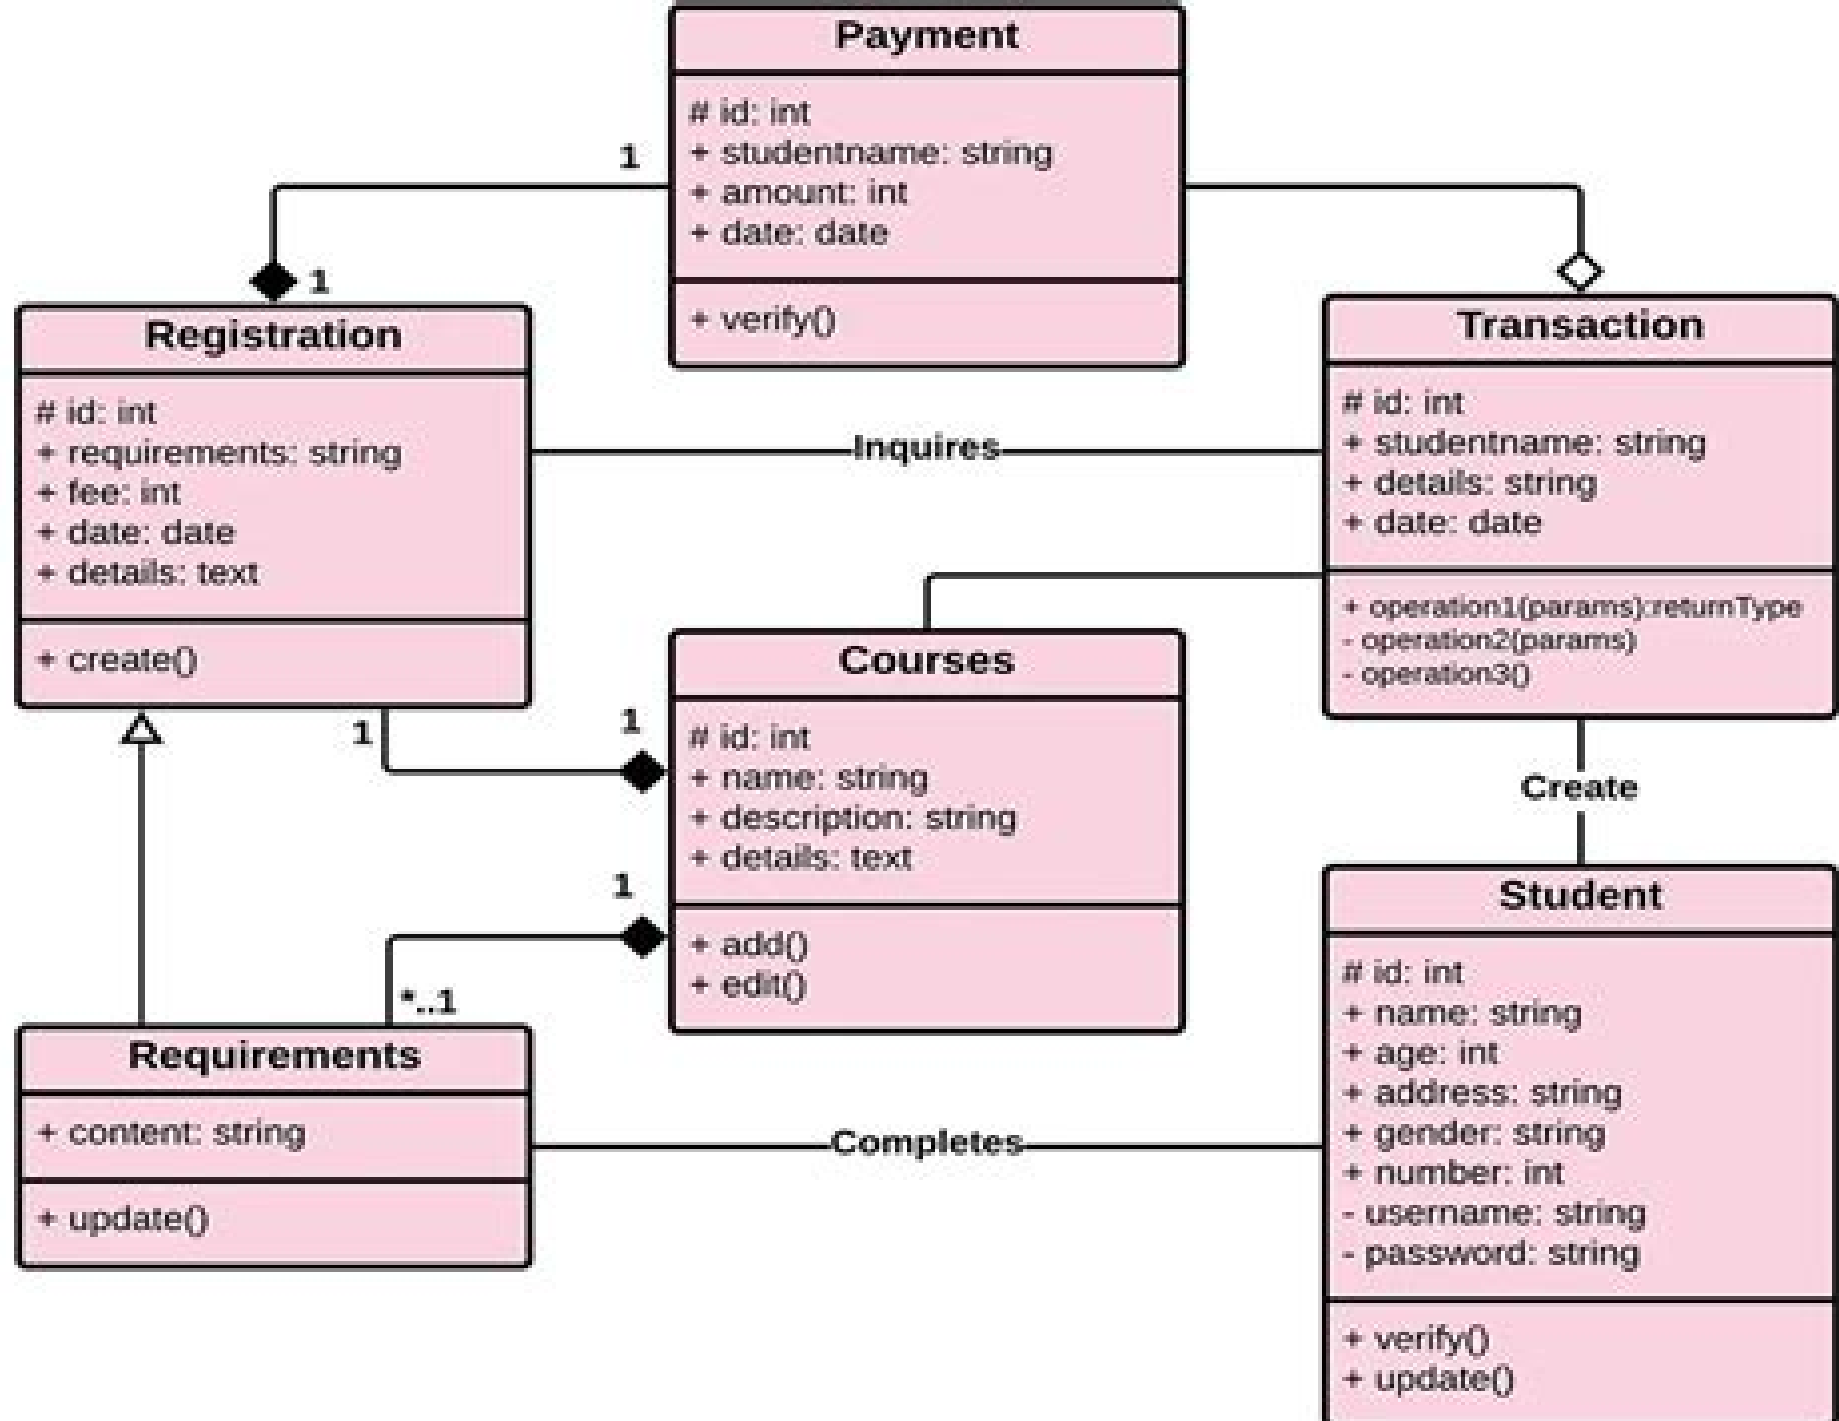 Payment
# id: int
+ studentname: string
+ amount: int
+ date: date
+ verify()
1
1
Registration
# id: int
+ requirements: string
+ fee: int
+ date: date
+ details: text
+ create()
Inquires
Transaction
# id: int
+ studentname: string
+ details: string
+ date: date
+ operation1(params):returnType
- operation2(params)
- operation3()
1
1
Courses
# id: int
+ name: string
+ description: string
+ details: text
+ add()
+ edit()
1
*..1
Create
Requirements
+ content: string
+ update()
Completes
Student
# id: int
+ name: string
+ age: int
+ address: string
+ gender: string
+ number: int
- username: string
- password: string
+ verify()
+ update()